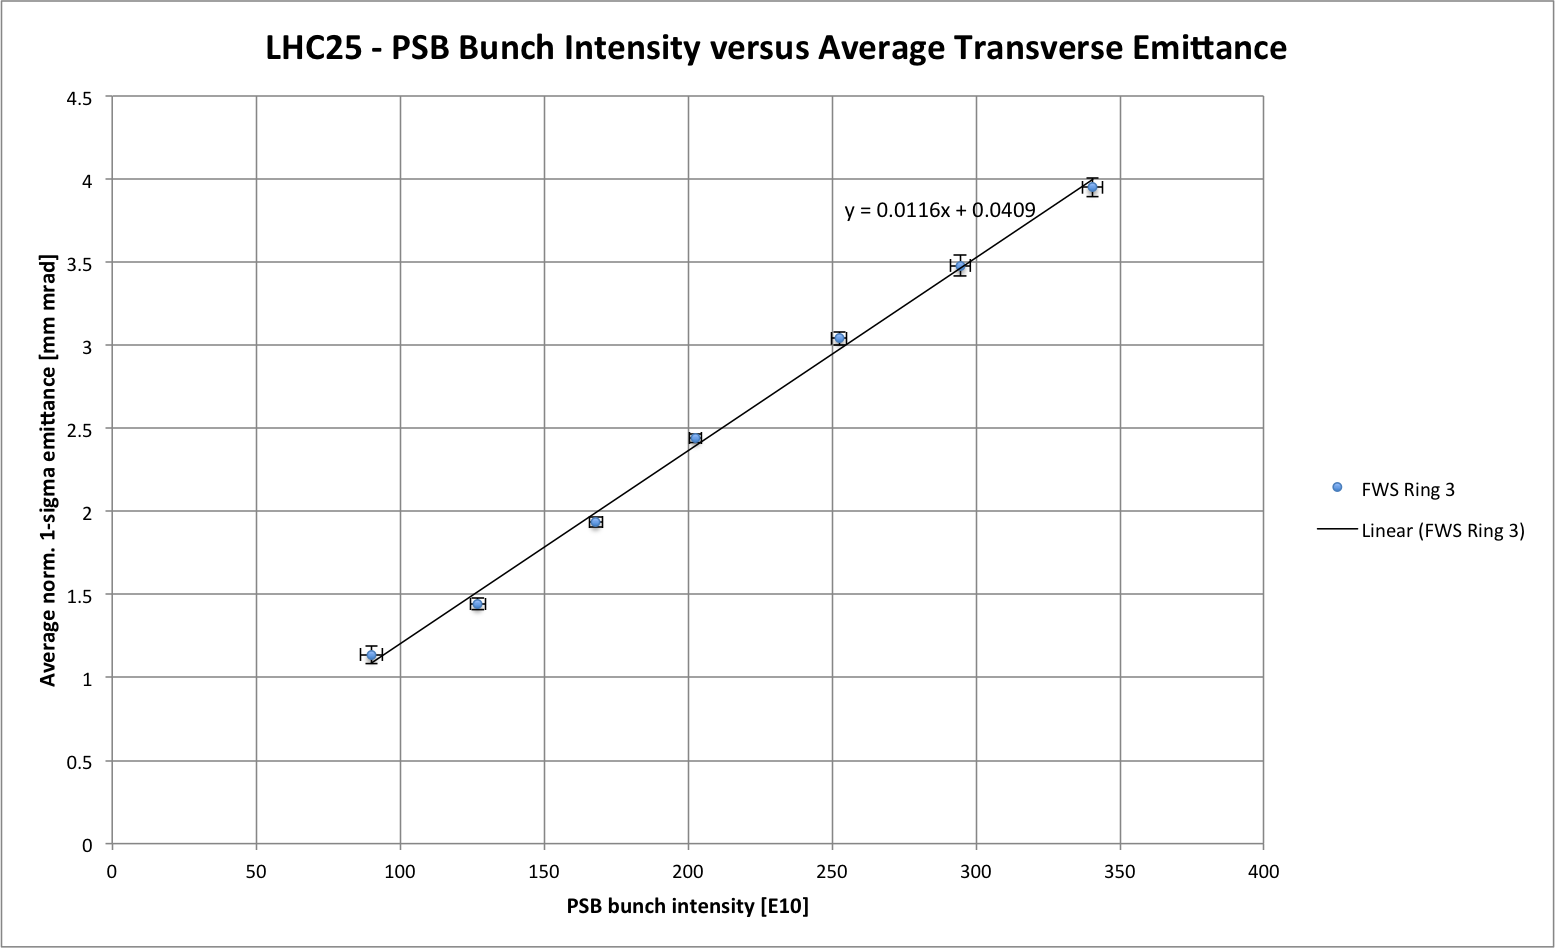 LHC25 - PSB Bunch Intensity versus Average Transverse Emittance
4.5
4
3.5
3
2.5
2
1.5
1
0.5
0
Average norm. 1-sigma emittance [mm mrad]
y = 0.0116x + 0.0409
FWS Ring 3
Linear (FWS Ring 3)
0 50 100 150 200 250 300 350 400
PSB bunch intensity [E10]